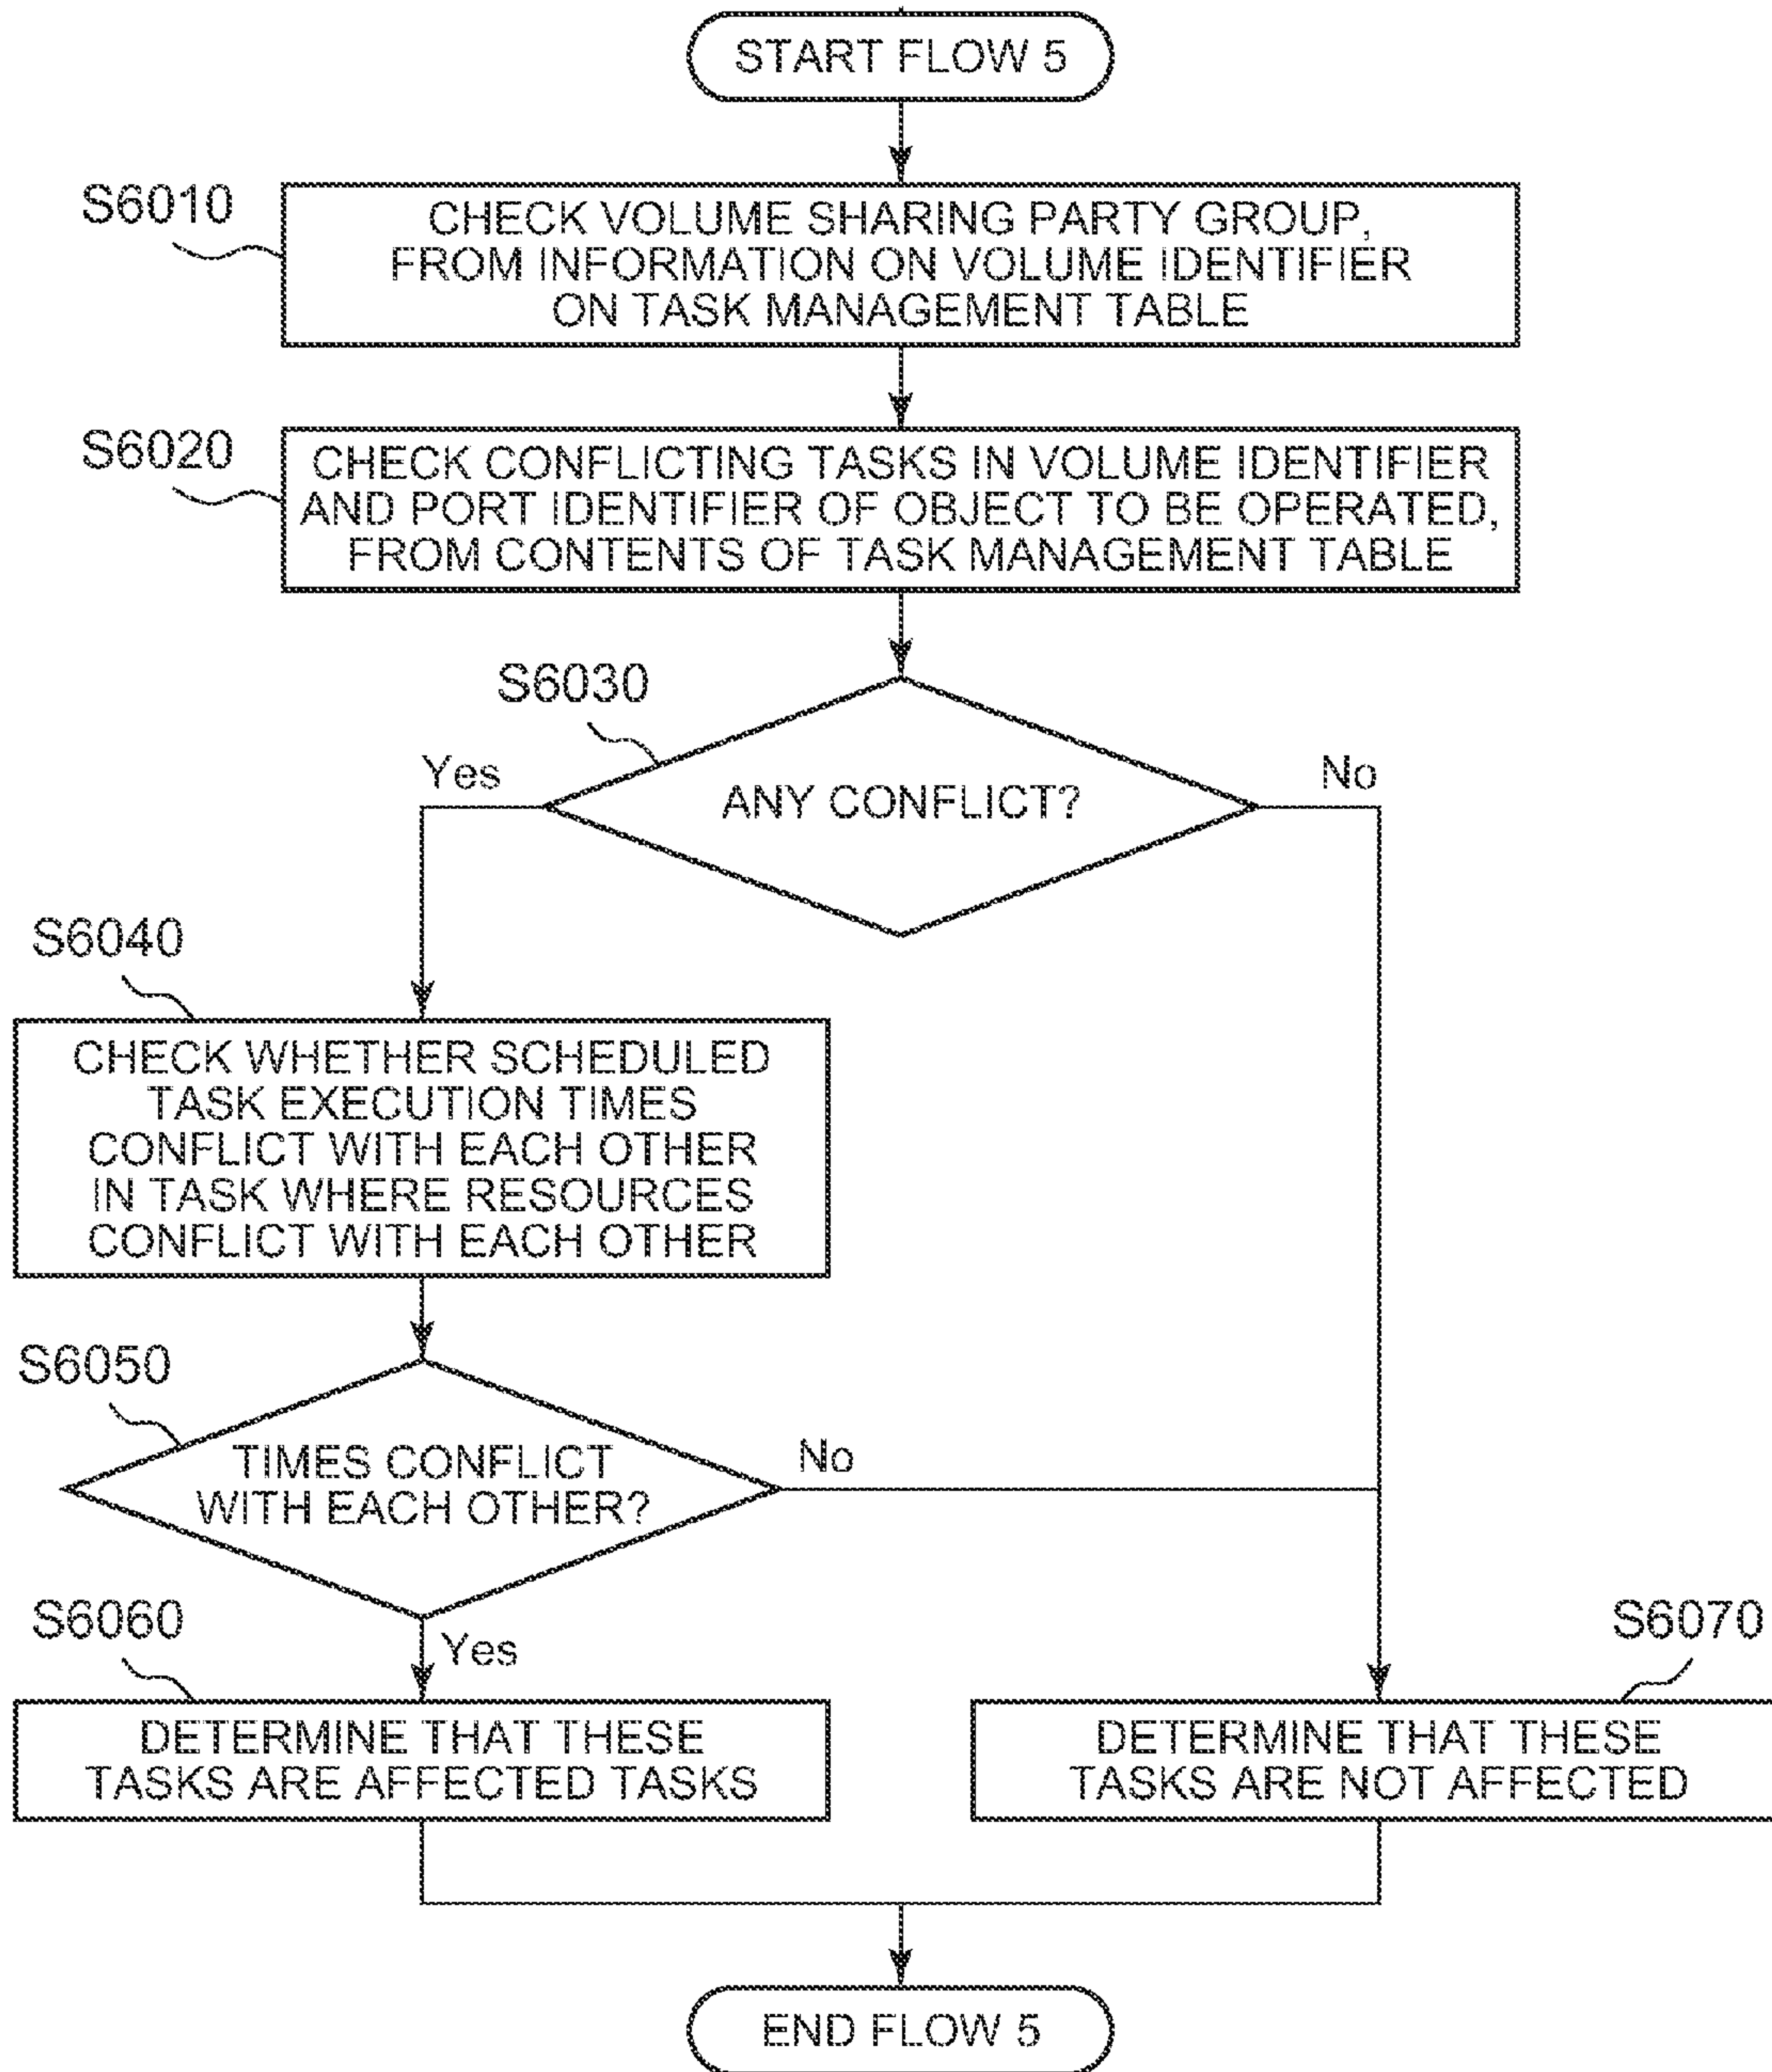 START FLOW 5
S6010
CHECK VOLUME SHARING PARTY GROUP,
FROM INFORMATION ON VOLUME IDENTIFIER
ON TASK MANAGEMENT TABLE
S6020
CHECK CONFLICTING TASKS IN VOLUME IDENTIFIER
AND PORT IDENTIFIER OF OBJECT TO BE OPERATED,
FROM CONTENTS OF TASK MANAGEMENT TABLE
S6030
Yes
ANY CONFLICT?
No
S6040
CHECK WHETHER SCHEDULED
TASK EXECUTION TIMES
CONFLICT WITH EACH OTHER
IN TASK WHERE RESOURCES
CONFLICT WITH EACH OTHER
S6050
TIMES CONFLICT
WITH EACH OTHER?
No
Yes
S6060
DETERMINE THAT THESE
TASKS ARE AFFECTED TASKS
S6070
DETERMINE THAT THESE
TASKS ARE NOT AFFECTED
END FLOW 5